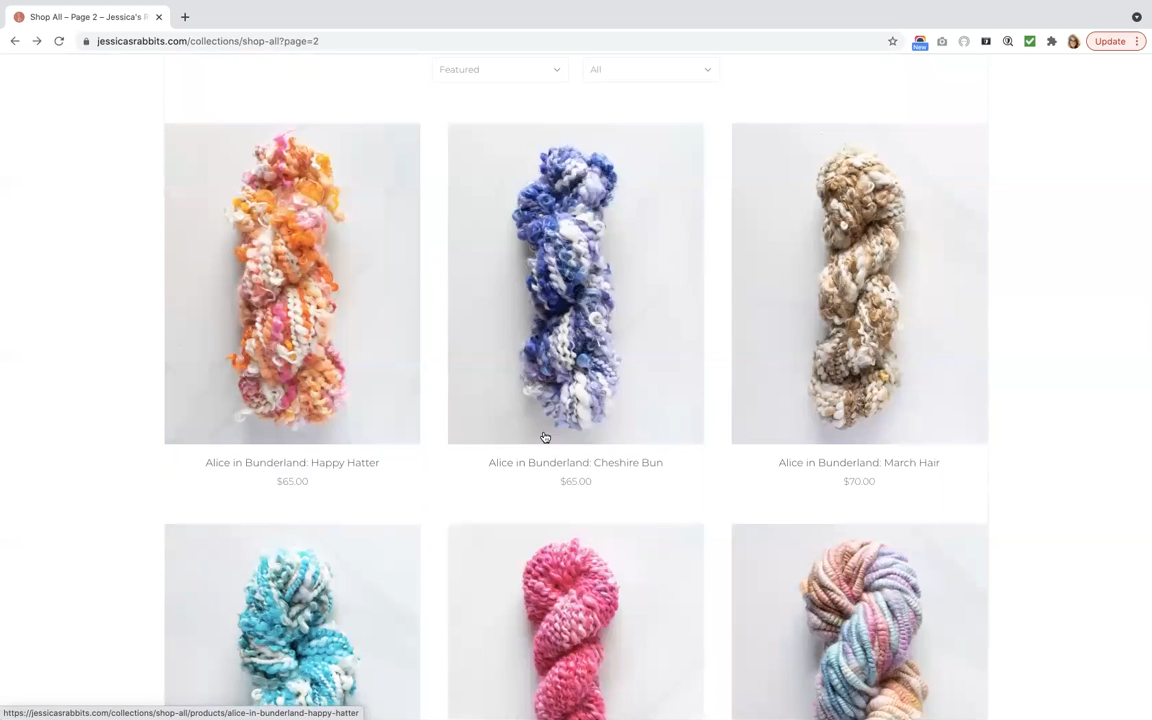 Shop All – Page 2 – Jessica's R
jessicasrabbits.com/collections/shop-all?page=2
New
Update
Featured
All
Alice in Bunderland: Happy Hatter
$65.00
Alice in Bunderland: Cheshire Bun
$65.00
Alice in Bunderland: March Hair
$70.00
https://jessicasrabbits.com/collections/shop-all/products/alice-in-bunderland-happy-hatter